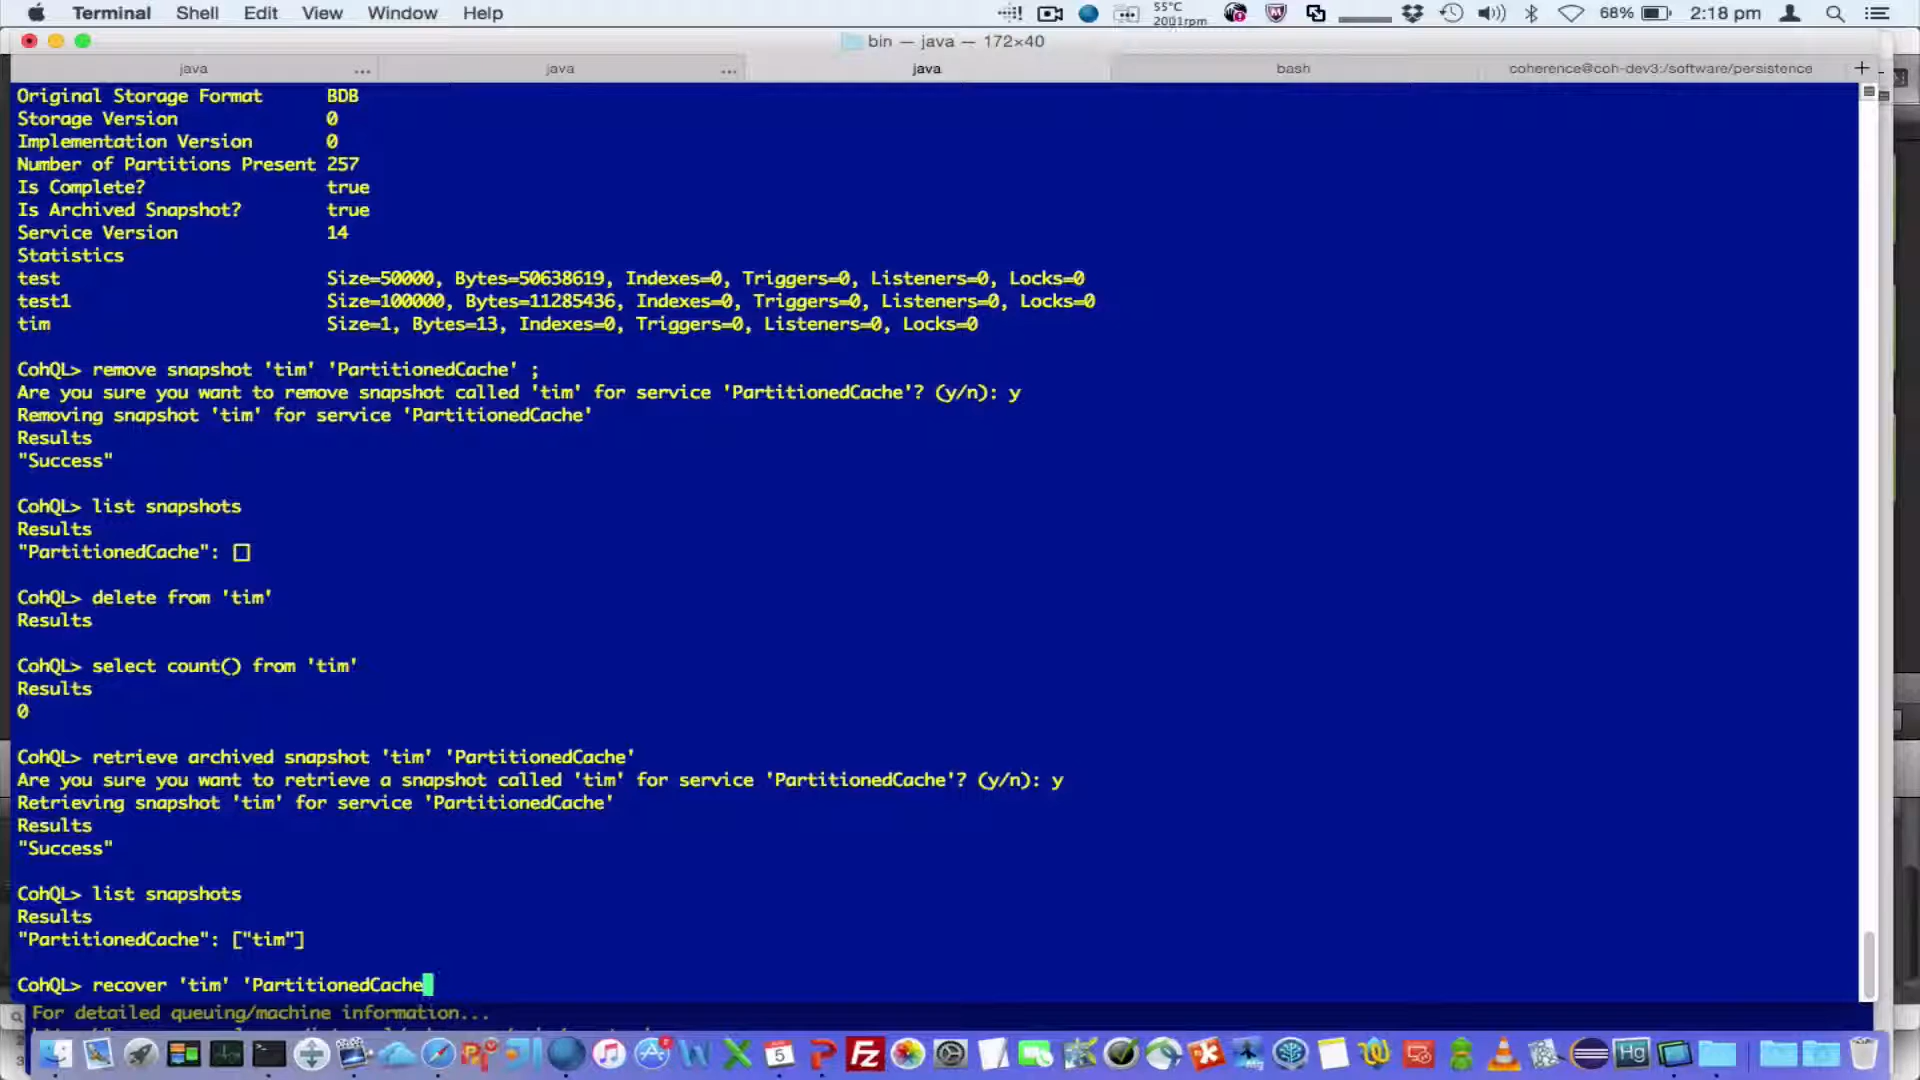 Terminal Shell Edit View Window Help
55°C
2001rpm
68%
2:18 pm
bin — java — 172×40
java ...
java ...
java
bash
coherence@coh-dev3:/software/persistence
Original Storage Format BDB
Storage Version 0
Implementation Version 0
Number of Partitions Present 257
Is Complete? true
Is Archived Snapshot? true
Service Version 14
Statistics
test Size=50000, Bytes=50638619, Indexes=0, Triggers=0, Listeners=0, Locks=0
test1 Size=100000, Bytes=11285436, Indexes=0, Triggers=0, Listeners=0, Locks=0
tim Size=1, Bytes=13, Indexes=0, Triggers=0, Listeners=0, Locks=0
CohQL> remove snapshot 'tim' 'PartitionedCache' ;
Are you sure you want to remove snapshot called 'tim' for service 'PartitionedCache'? (y/n): y
Removing snapshot 'tim' for service 'PartitionedCache'
Results
"Success"
CohQL> list snapshots
Results
"PartitionedCache": []
CohQL> delete from 'tim'
Results
CohQL> select count() from 'tim'
Results
0
CohQL> retrieve archived snapshot 'tim' 'PartitionedCache'
Are you sure you want to retrieve a snapshot called 'tim' for service 'PartitionedCache'? (y/n): y
Retrieving snapshot 'tim' for service 'PartitionedCache'
Results
"Success"
CohQL> list snapshots
Results
"PartitionedCache": ["tim"]
CohQL> recover 'tim' 'PartitionedCache
For detailed queuing/machine information...